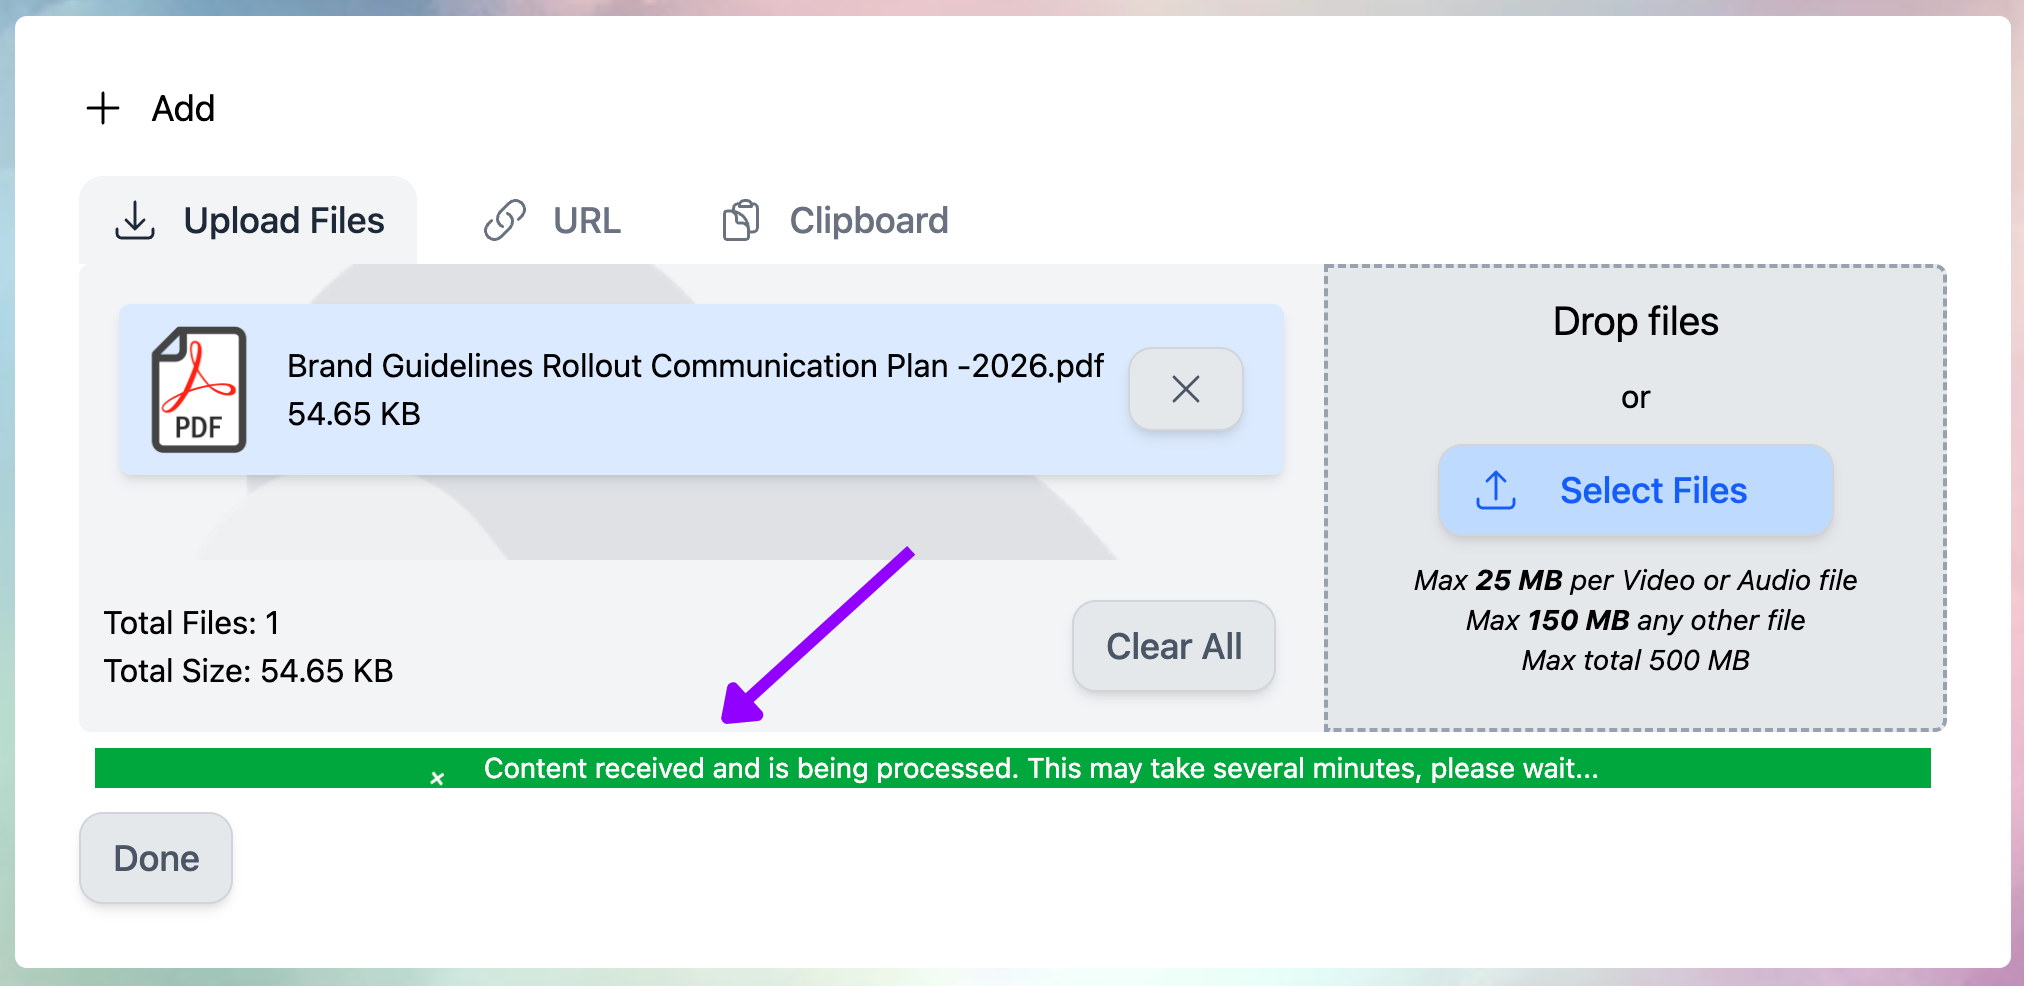 Add
Upload Files
URL
Clipboard
PDF
Brand Guidelines Rollout Communication Plan -2026.pdf
54.65 KB
Total Files: 1
Total Size: 54.65 KB
Clear All
Drop files
or
Select Files
Max 25 MB per Video or Audio file
Max 150 MB any other file
Max total 500 MB
Content received and is being processed. This may take several minutes, please wait...
Done